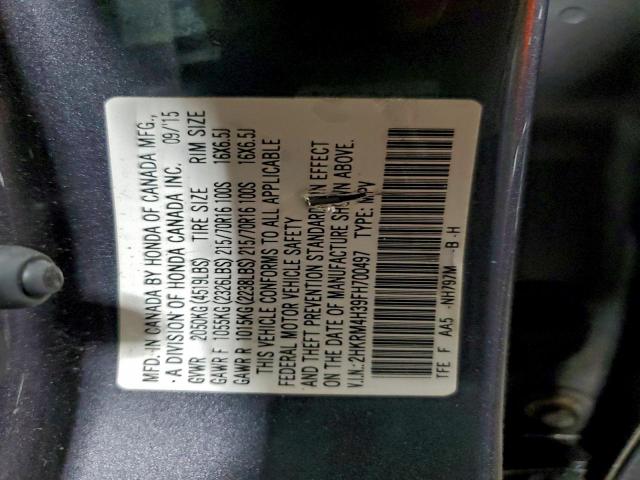 MFD. IN CANADA BY HONDA OF CANADA MFG.,
· A DIVISION OF HONDA CANADA INC. 09/15
GVWR 2050KG(4519LBS) TIRE SIZE RIM SIZE
GAWR F 1055KG(2326LBS) 215/70R16 100S 16X6.5J
GAWR R 1015KG(2238LBS) 215/70R16 100S 16X6.5J
THIS VEHICLE CONFORMS TO ALL APPLICABLE
FEDERAL MOTOR VEHICLE SAFETY
AND THEFT PREVENTION STANDARDS IN EFFECT
ON THE DATE OF MANUFACTURE SHOWN ABOVE.
V.I.N.: 2HKRM4H39FH700497 TYPE: MPV
TFE F AA5 NH797M -B -H